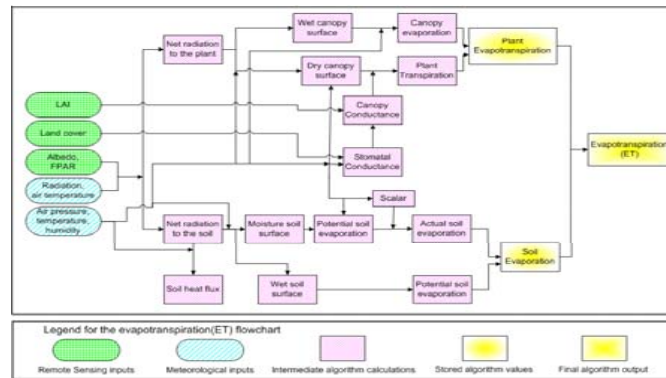 Wet canopy
surface
Canopy
evaporation
Plant
Evapotranspiration
Net radiation
to the plant
Dry canopy
surface
Plant
Transpiration
LAI
Canopy
Conductance
Land cover
Evapotranspiration
(ET)
Albedo,
FPAR
Stomatal
Conductance
Radiation,
air temperature
Scalar
Air pressure,
temperature,
humidity
Net radiation
to the soil
Moisture soil
surface
Potential soil
evaporation
Actual soil
evaporation
Soil
Evaporation
Soil heat flux
Wet soil
surface
Potential soil
evaporation
Legend for the evapotranspiration(ET) flowchart
Remote Sensing inputs
Meteorological inputs
Intermediate algorithm calculations
Stored algorithm values
Final algorithm output